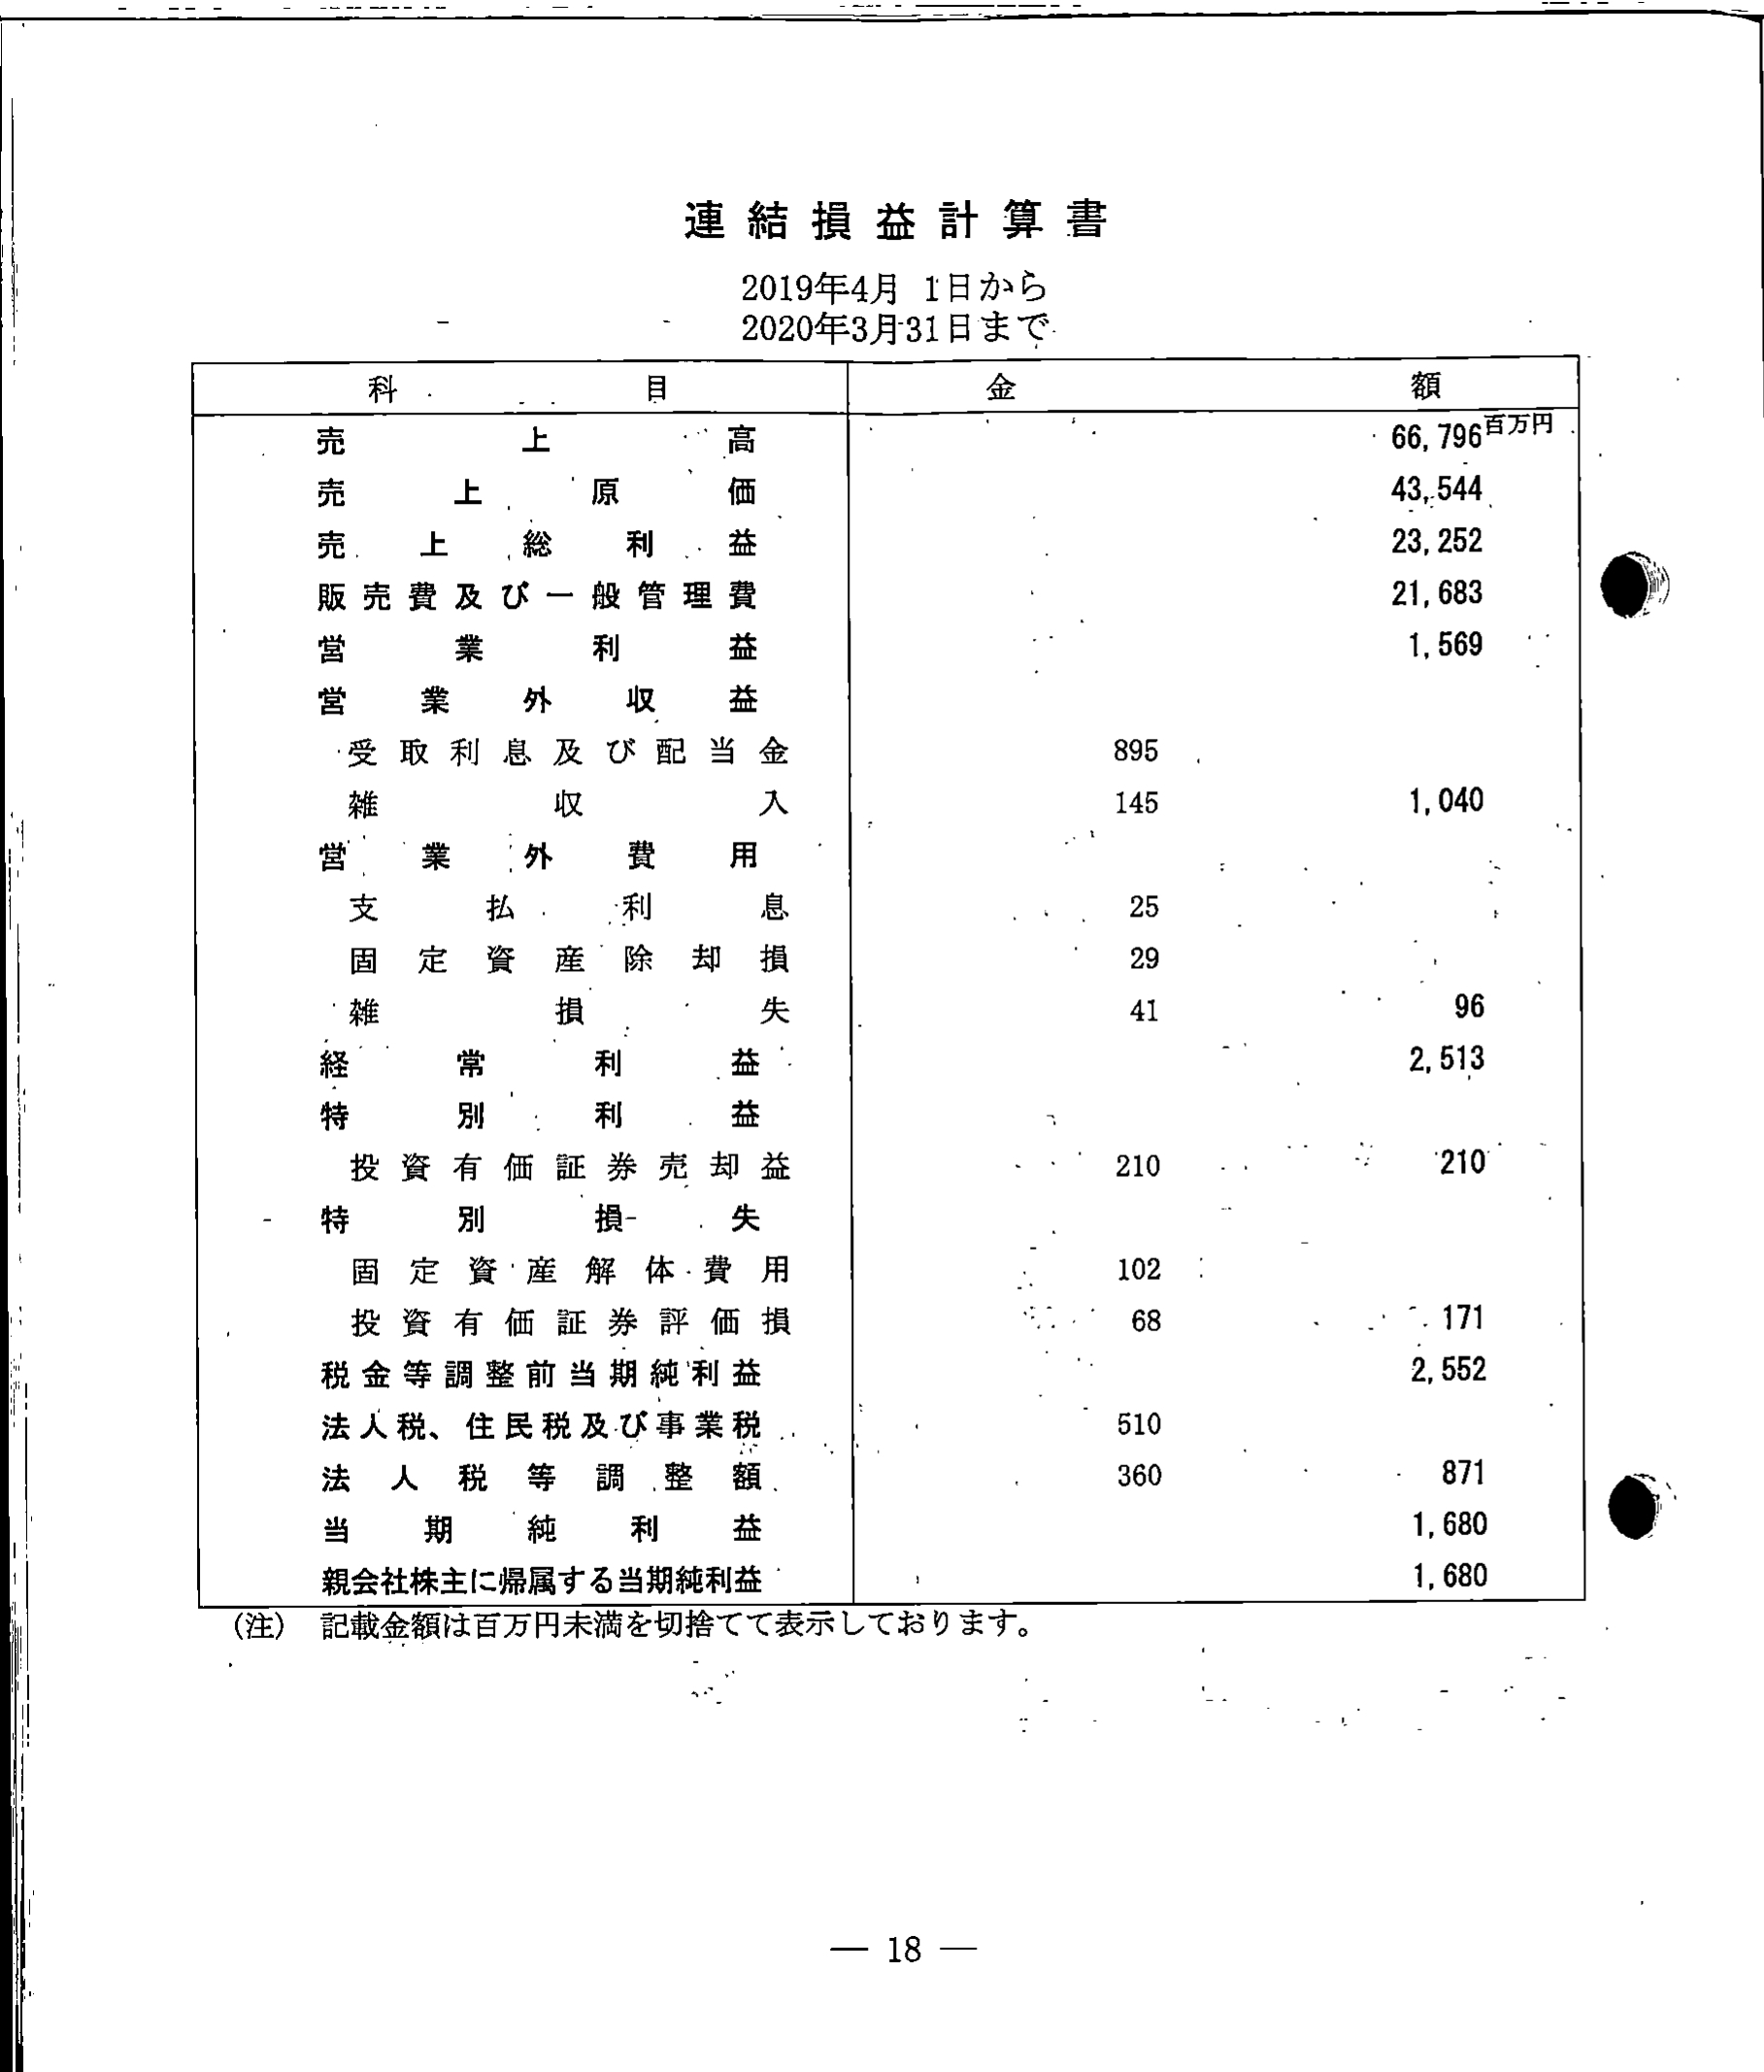 連結損益計算書
2019年4月 1日から
2020年3月31日まで
科目 金額
売上高 66,796百万円
売上原価 43,544
売上総利益 23,252
販売費及び一般管理費 21,683
営業利益 1,569
営業外収益
受取利息及び配当金 895
雑収入 145 1,040
営業外費用
支払利息 25
固定資産除却損 29
雑損失 41 96
経常利益 2,513
特別利益
投資有価証券売却益 210 210
特別損失
固定資産解体費用 102
投資有価証券評価損 68 171
税金等調整前当期純利益 2,552
法人税、住民税及び事業税 510
法人税等調整額 360 871
当期純利益 1,680
親会社株主に帰属する当期純利益 1,680
(注) 記載金額は百万円未満を切捨てて表示しております。
— 18 —